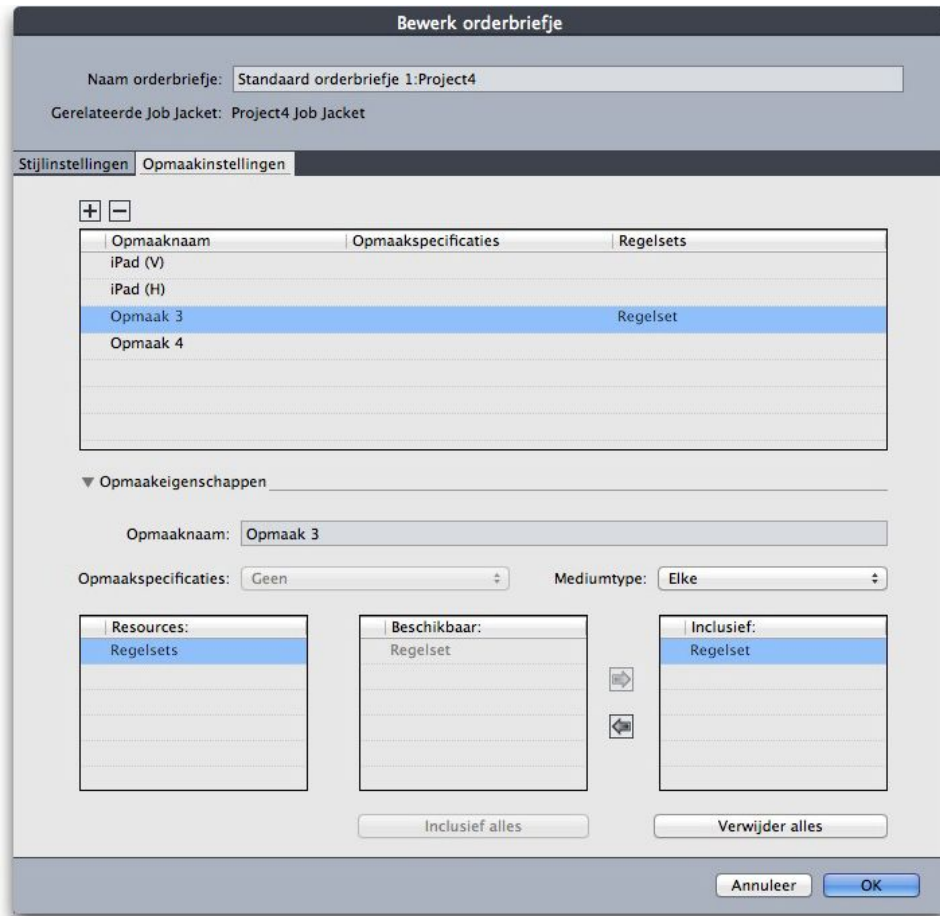 Bewerk orderbriefje
Naam orderbriefje: Standaard orderbriefje 1:Project4
Gerelateerde Job Jacket: Project4 Job Jacket
Stijlinstellingen Opmaakinstellingen
Opmaaknaam Opmaakspecificaties Regelsets
iPad (V)
iPad (H)
Opmaak 3 Regelset
Opmaak 4
Opmaakeigenschappen
Opmaaknaam: Opmaak 3
Opmaakspecificaties: Geen Mediumtype: Elke
Resources: Beschikbaar: Inclusief:
Regelsets Regelset Regelset
Inclusief alles Verwijder alles
Annuleer OK